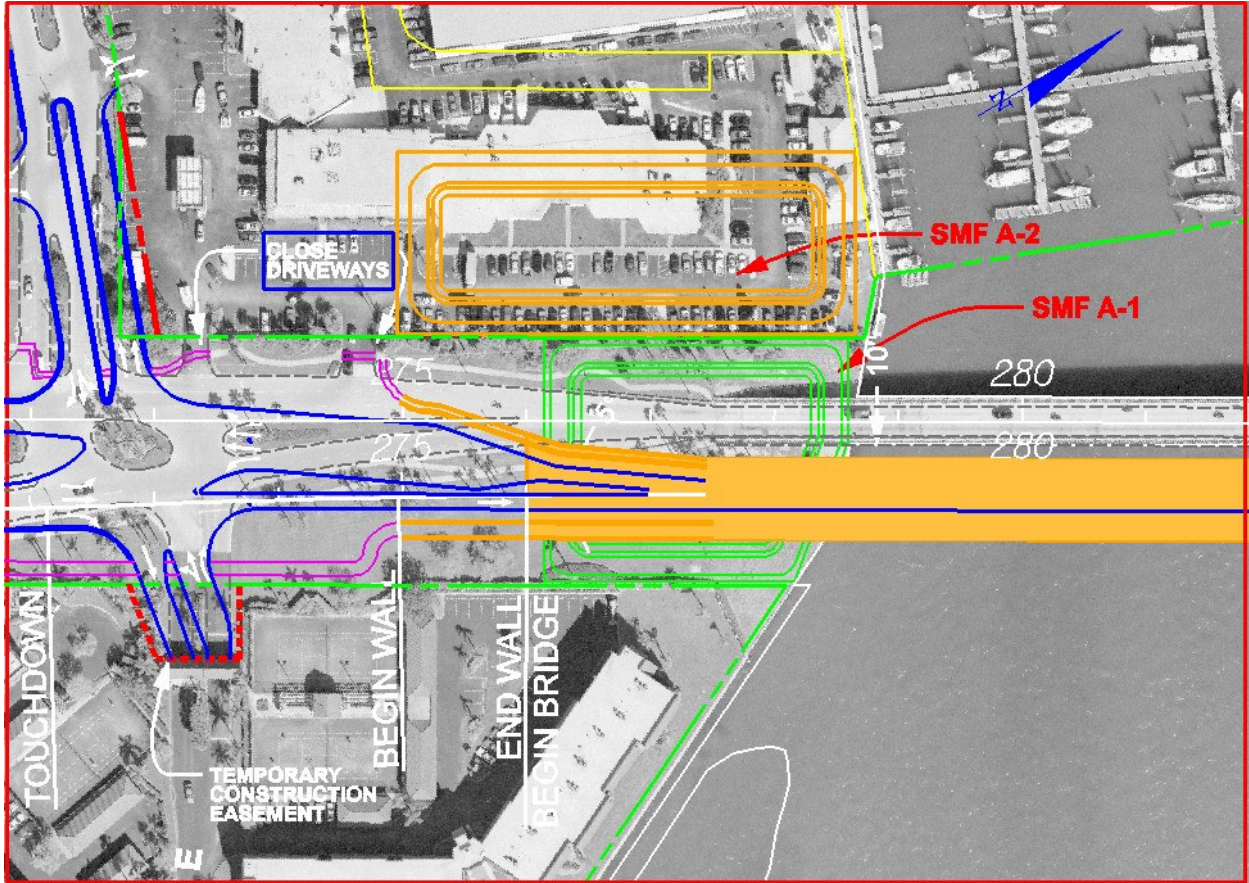 N
SMF A-2
CLOSE
DRIVEWAYS
SMF A-1
10'
275
280
275
280
TOUCHDOWN
BEGIN WALL
END WALL
BEGIN BRIDGE
TEMPORARY
CONSTRUCTION
EASEMENT
E